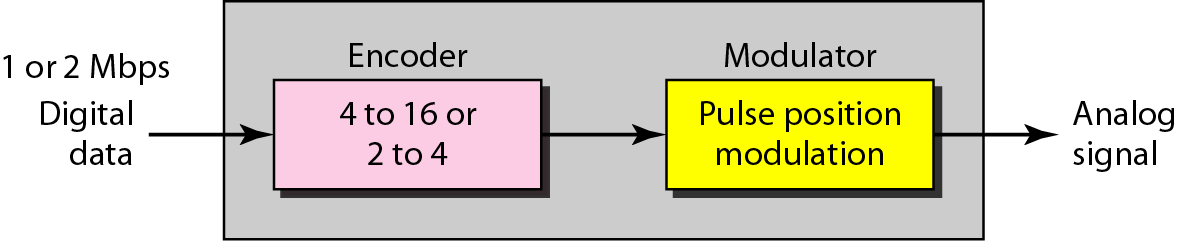 1 or 2 Mbps
Digital
data
Encoder
4 to 16 or
2 to 4
Modulator
Pulse position
modulation
Analog
signal